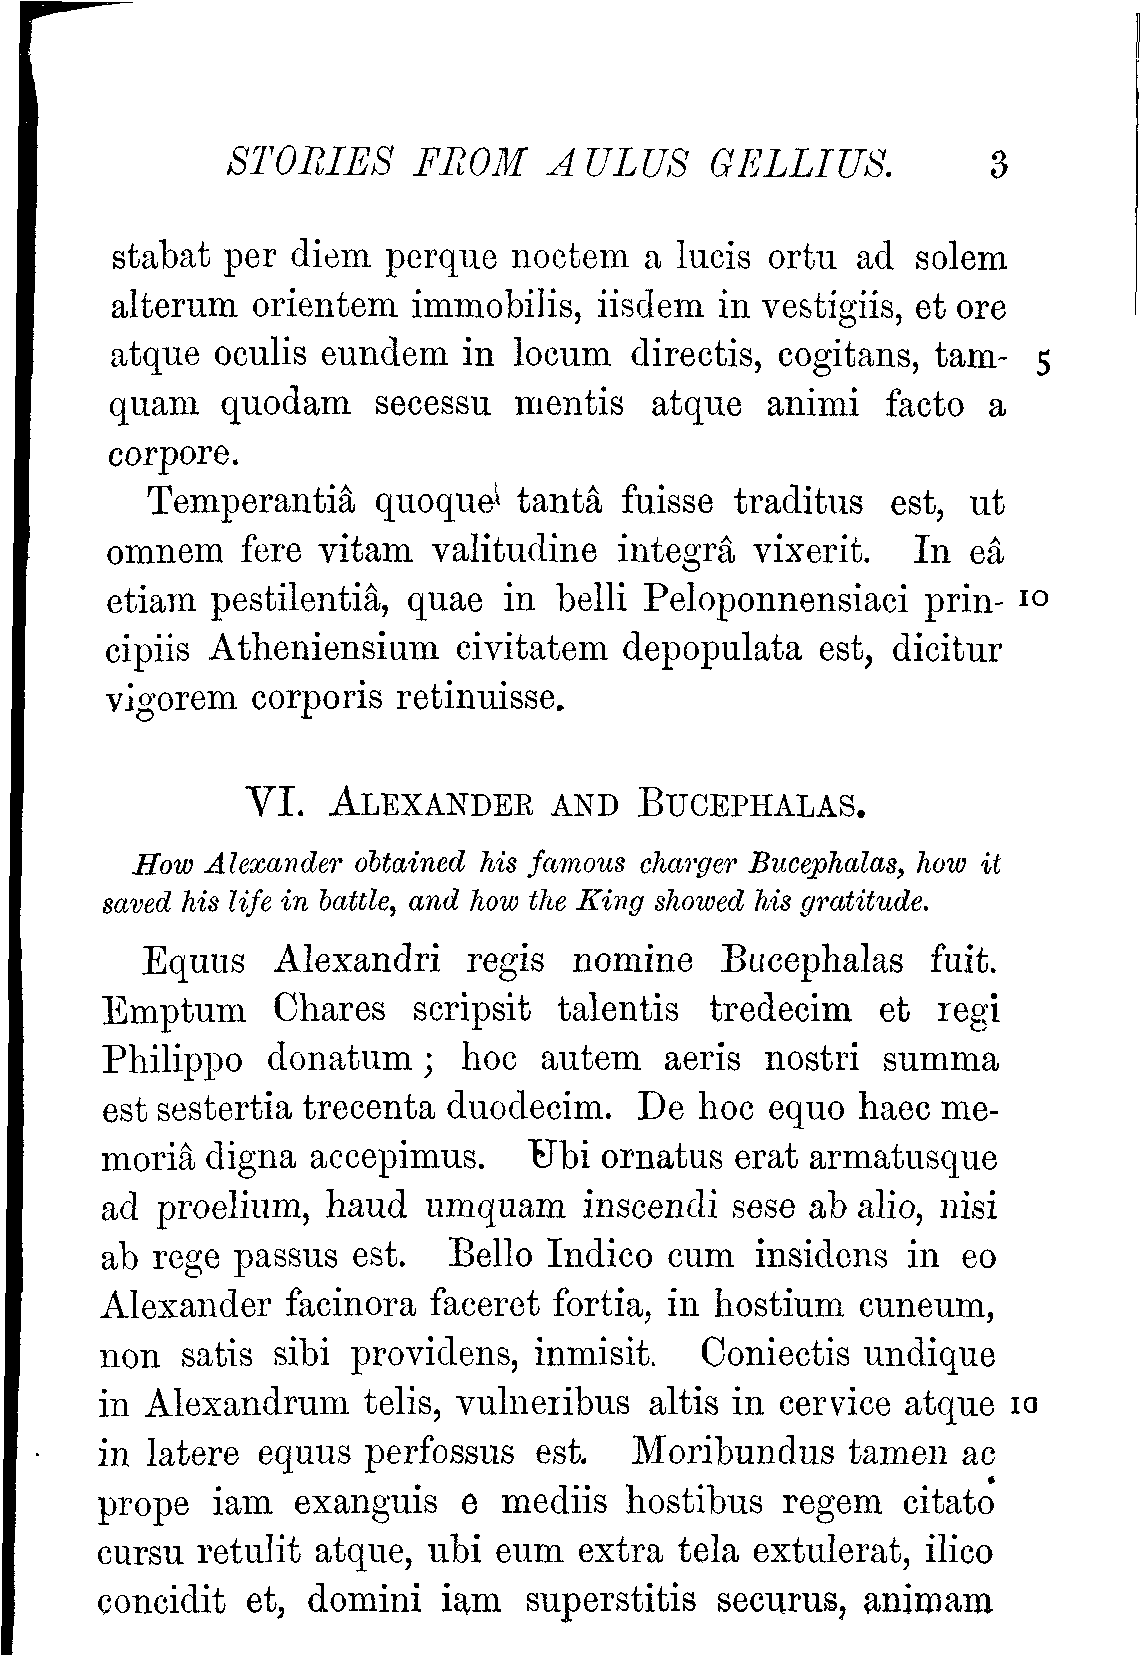 STORIES FROM AULUS GELLIUS. 3
stabat per diem perque noctem a lucis ortu ad solem
alterum orientem immobilis, iisdem in vestigiis, et ore
atque oculis eundem in locum directis, cogitans, tam- 5
quam quodam secessu mentis atque animi facto a
corpore.
Temperantiâ quoque tantâ fuisse traditus est, ut
omnem fere vitam valitudine integrâ vixerit. In eâ
etiam pestilentiâ, quae in belli Peloponnensiaci prin- 10
cipiis Atheniensium civitatem depopulata est, dicitur
vigorem corporis retinuisse.
VI. ALEXANDER AND BUCEPHALAS.
How Alexander obtained his famous charger Bucephalas, how it
saved his life in battle, and how the King showed his gratitude.
Equus Alexandri regis nomine Bucephalas fuit.
Emptum Chares scripsit talentis tredecim et regi
Philippo donatum; hoc autem aeris nostri summa
est sestertia trecenta duodecim. De hoc equo haec me-
moriâ digna accepimus. Ubi ornatus erat armatusque
ad proelium, haud umquam inscendi sese ab alio, nisi
ab rege passus est. Bello Indico cum insidens in eo
Alexander facinora faceret fortia, in hostium cuneum,
non satis sibi providens, inmisit. Coniectis undique
in Alexandrum telis, vulneribus altis in cervice atque 10
in latere equus perfossus est. Moribundus tamen ac
prope iam exanguis e mediis hostibus regem citato
cursu retulit atque, ubi eum extra tela extulerat, ilico
concidit et, domini iam superstitis securus, animam